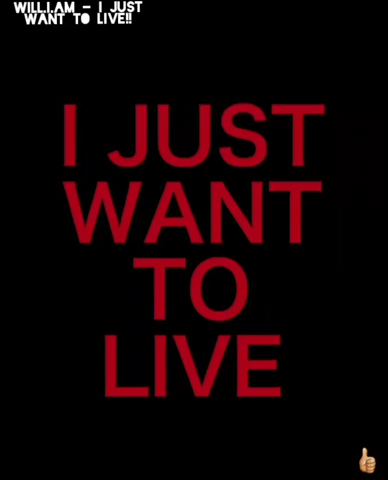 WILL.I.AM - I JUST
WANT TO LIVE!!
I JUST
WANT
TO
LIVE